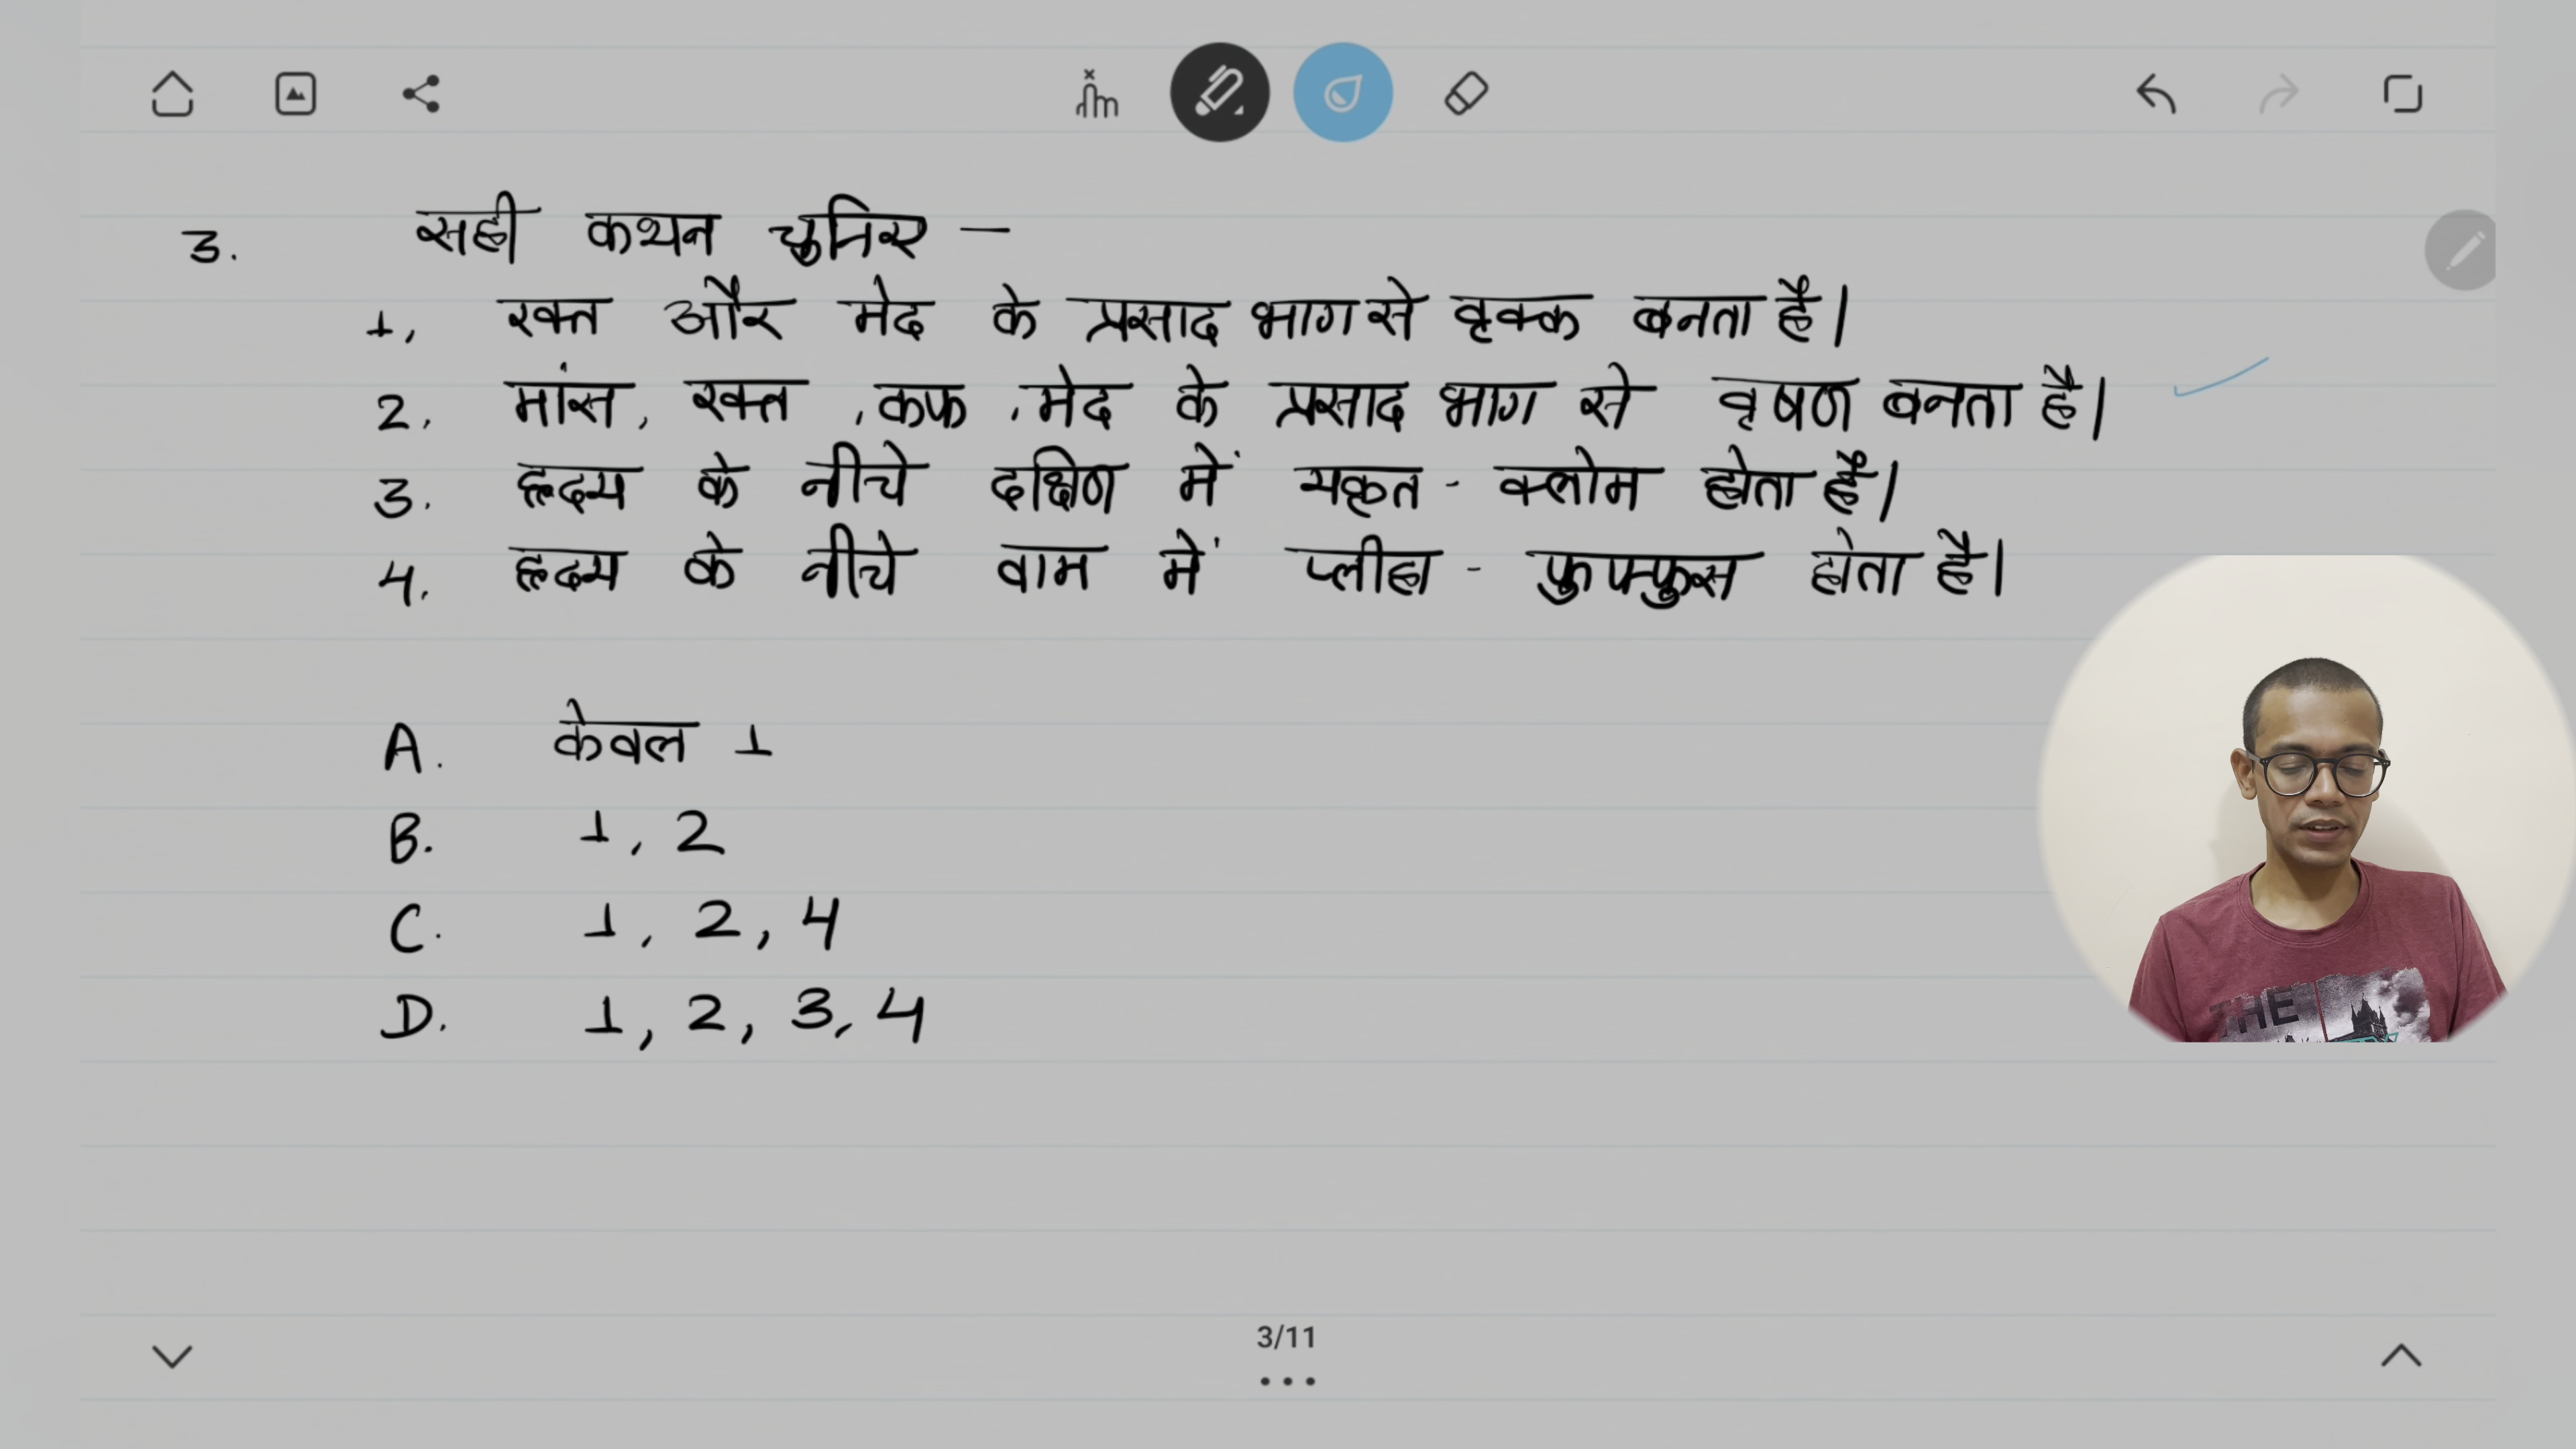 3. सही कथन चुनिए —
1, रक्त और मेद के प्रसाद भाग से वृक्क बनता है।
2. मांस, रक्त, कफ, मेद के प्रसाद भाग से वृषण बनता है।
3. हृदय के नीचे दक्षिण में यकृत - क्लोम होता है।
4. हृदय के नीचे वाम में प्लीहा - फुफ्फुस होता है।
A. केवल 1
B. 1, 2
C. 1, 2, 4
D. 1, 2, 3, 4
THE
3/11